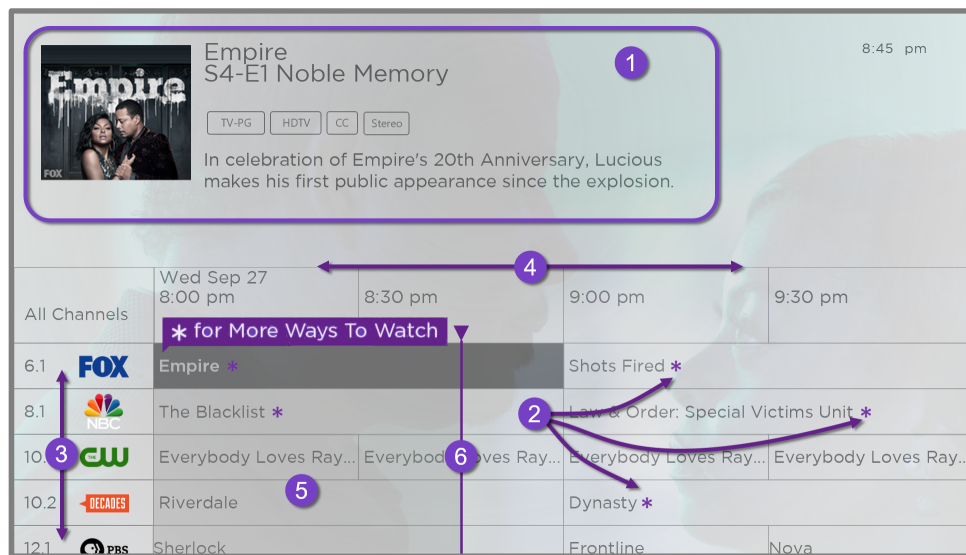 Empire
S4-E1 Noble Memory
1
8:45 pm
Empire
FOX
TV-PG HDTV CC Stereo
In celebration of Empire's 20th Anniversary, Lucious
makes his first public appearance since the explosion.
4
Wed Sep 27
All Channels 8:00 pm 8:30 pm 9:00 pm 9:30 pm
* for More Ways To Watch
6.1 FOX Empire * Shots Fired *
8.1 NBC The Blacklist * 2 Law & Order: Special Victims Unit *
10. 3 THE CW Everybody Loves Ray... Everybody 6 oves Ray... Everybody Loves Ray... Everybody Loves Ray...
10.2 DECADES Riverdale 5 Dynasty *
12.1 PBS Sherlock Frontline Nova